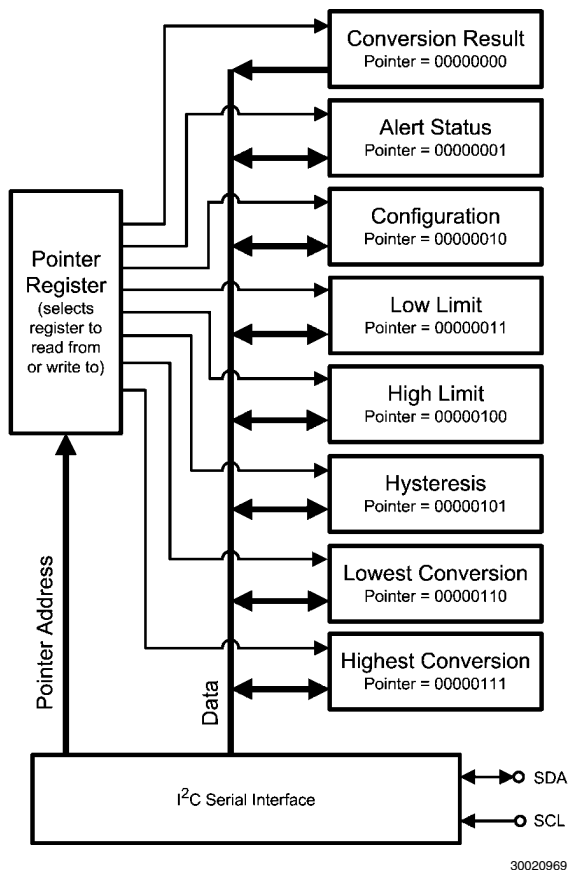 Conversion Result
Pointer = 00000000
Alert Status
Pointer = 00000001
Configuration
Pointer = 00000010
Low Limit
Pointer = 00000011
High Limit
Pointer = 00000100
Hysteresis
Pointer = 00000101
Lowest Conversion
Pointer = 00000110
Highest Conversion
Pointer = 00000111
Pointer
Register
(selects
register to
read from
or write to)
Pointer Address
Data
I²C Serial Interface
SDA
SCL
30020969